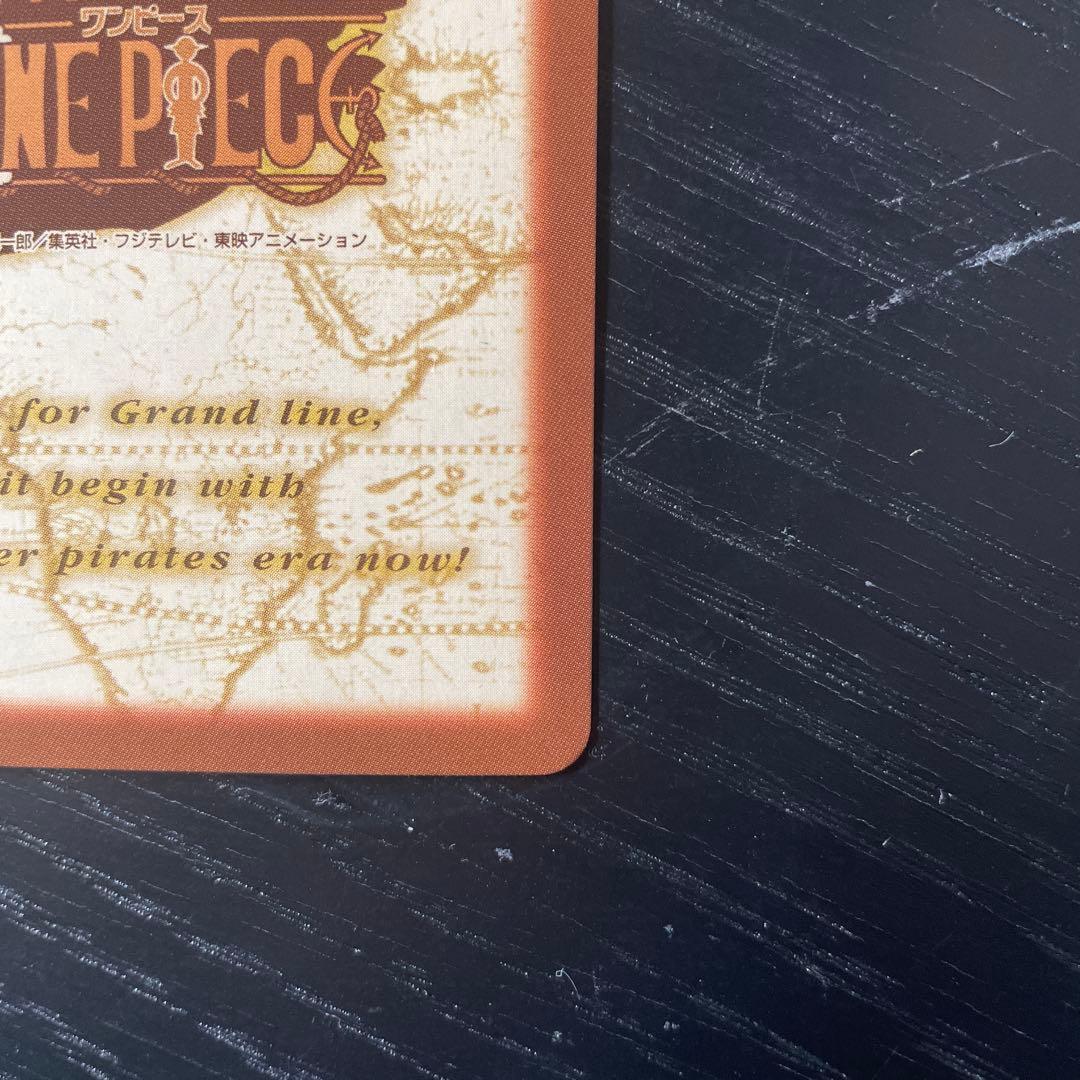 ワンピース
NE PIECE
一郎／集英社・フジテレビ・東映アニメーション
for Grand line,
it begin with
er pirates era now!